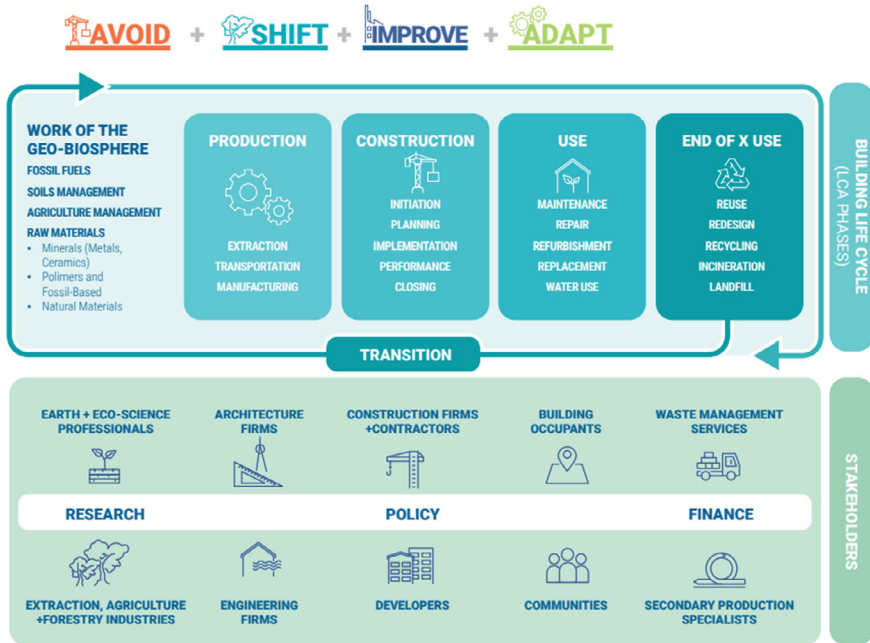 AVOID + SHIFT + IMPROVE + ADAPT
WORK OF THE
GEO-BIOSPHERE
FOSSIL FUELS
SOILS MANAGEMENT
AGRICULTURE MANAGEMENT
RAW MATERIALS
• Minerals (Metals,
Ceramics)
• Polimers and
Fossil-Based
• Natural Materials
PRODUCTION
EXTRACTION
TRANSPORTATION
MANUFACTURING
CONSTRUCTION
INITIATION
PLANNING
IMPLEMENTATION
PERFORMANCE
CLOSING
USE
MAINTENANCE
REPAIR
REFURBISHMENT
REPLACEMENT
WATER USE
END OF X USE
REUSE
REDESIGN
RECYCLING
INCINERATION
LANDFILL
BUILDING LIFE CYCLE
(LCA PHASES)
TRANSITION
EARTH + ECO-SCIENCE
PROFESSIONALS
ARCHITECTURE
FIRMS
CONSTRUCTION FIRMS
+CONTRACTORS
BUILDING
OCCUPANTS
WASTE MANAGEMENT
SERVICES
RESEARCH
POLICY
FINANCE
EXTRACTION, AGRICULTURE
+FORESTRY INDUSTRIES
ENGINEERING
FIRMS
DEVELOPERS
COMMUNITIES
SECONDARY PRODUCTION
SPECIALISTS
STAKEHOLDERS